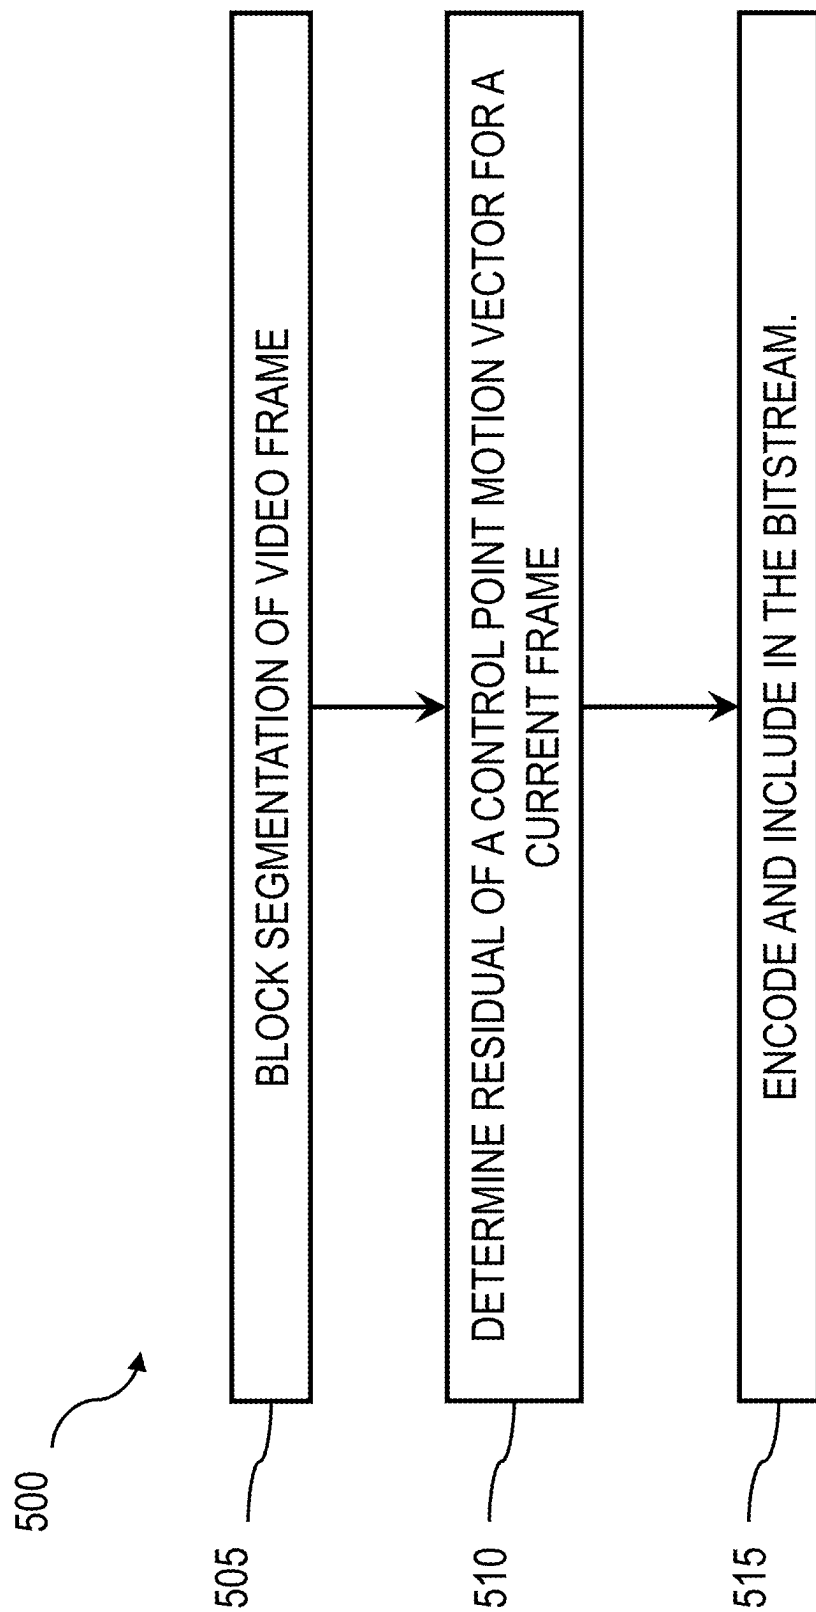 500
505
BLOCK SEGMENTATION OF VIDEO FRAME
510
DETERMINE RESIDUAL OF A CONTROL POINT MOTION VECTOR FOR A
CURRENT FRAME
515
ENCODE AND INCLUDE IN THE BITSTREAM.